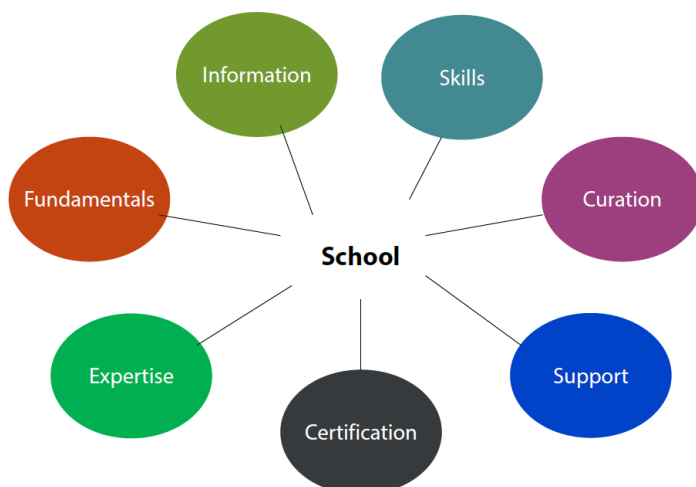 Information
Skills
Fundamentals
Curation
School
Expertise
Support
Certification